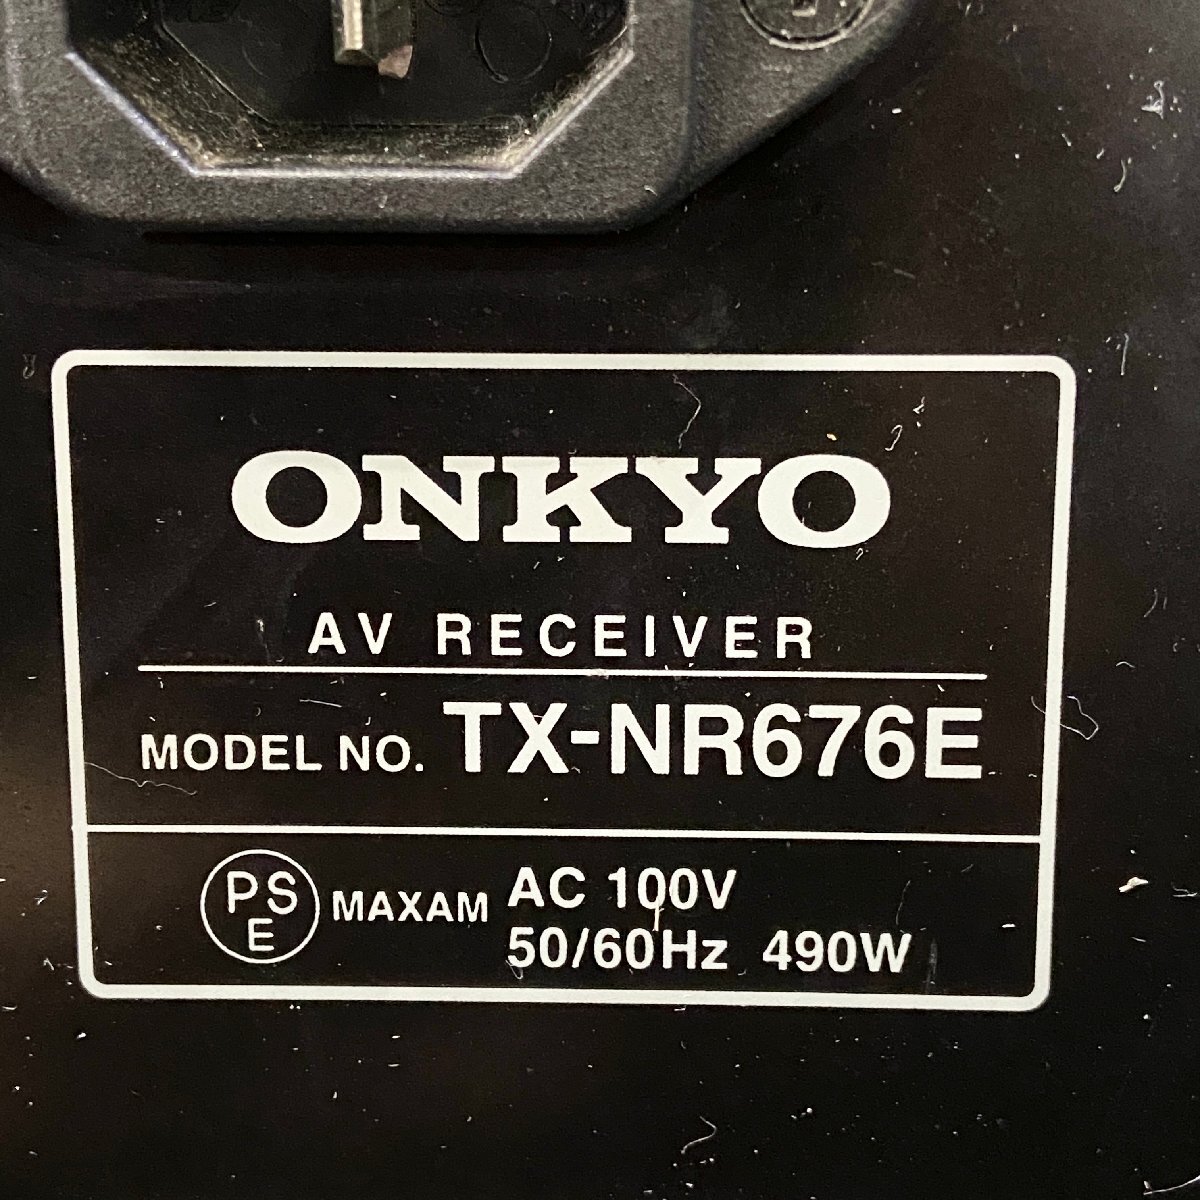 ONKYO
AV RECEIVER
MODEL NO. TX-NR676E
PS
E
MAXAM
AC 100V
50/60Hz 490W